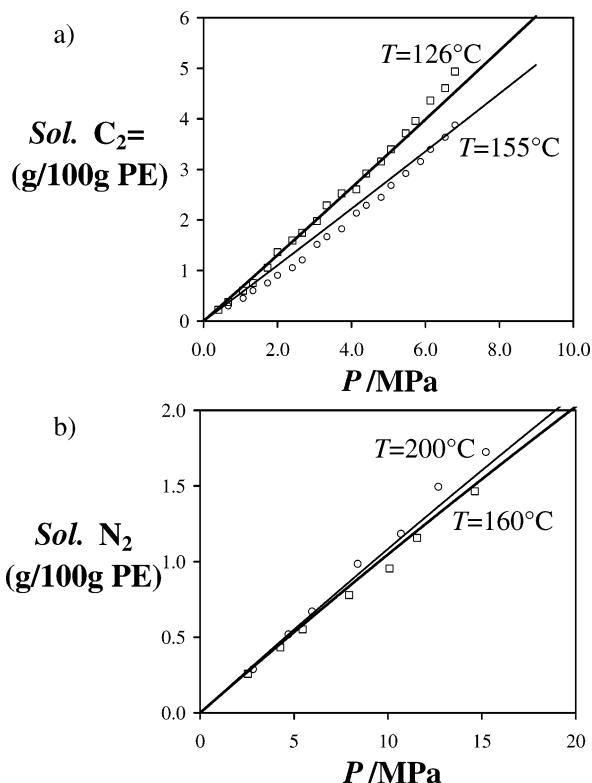 a)
Sol. C₂=
(g/100g PE)
6
5
4
3
2
1
0
T=126°C
T=155°C
0.0 2.0 4.0 6.0 8.0 10.0
P /MPa
b)
Sol. N₂
(g/100g PE)
2.0
1.5
1.0
0.5
0.0
T=200°C
T=160°C
0 5 10 15 20
P /MPa